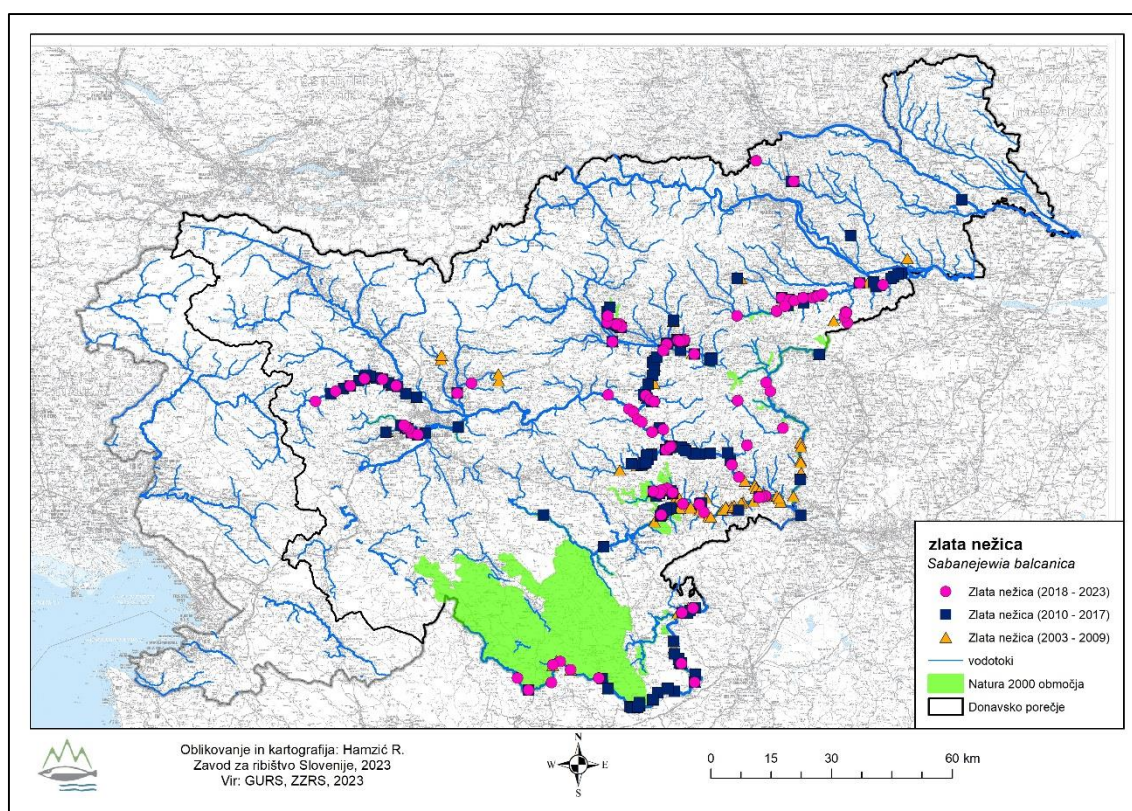 zlata nežica
Sabanejewia balcanica
Zlata nežica (2018 - 2023)
Zlata nežica (2010 - 2017)
Zlata nežica (2003 - 2009)
vodotoki
Natura 2000 območja
Donavsko porečje
Oblikovanje in kartografija: Hamzić R.
Zavod za ribištvo Slovenije, 2023
Vir: GURS, ZZRS, 2023
N
W E
S
0 15 30 60 km